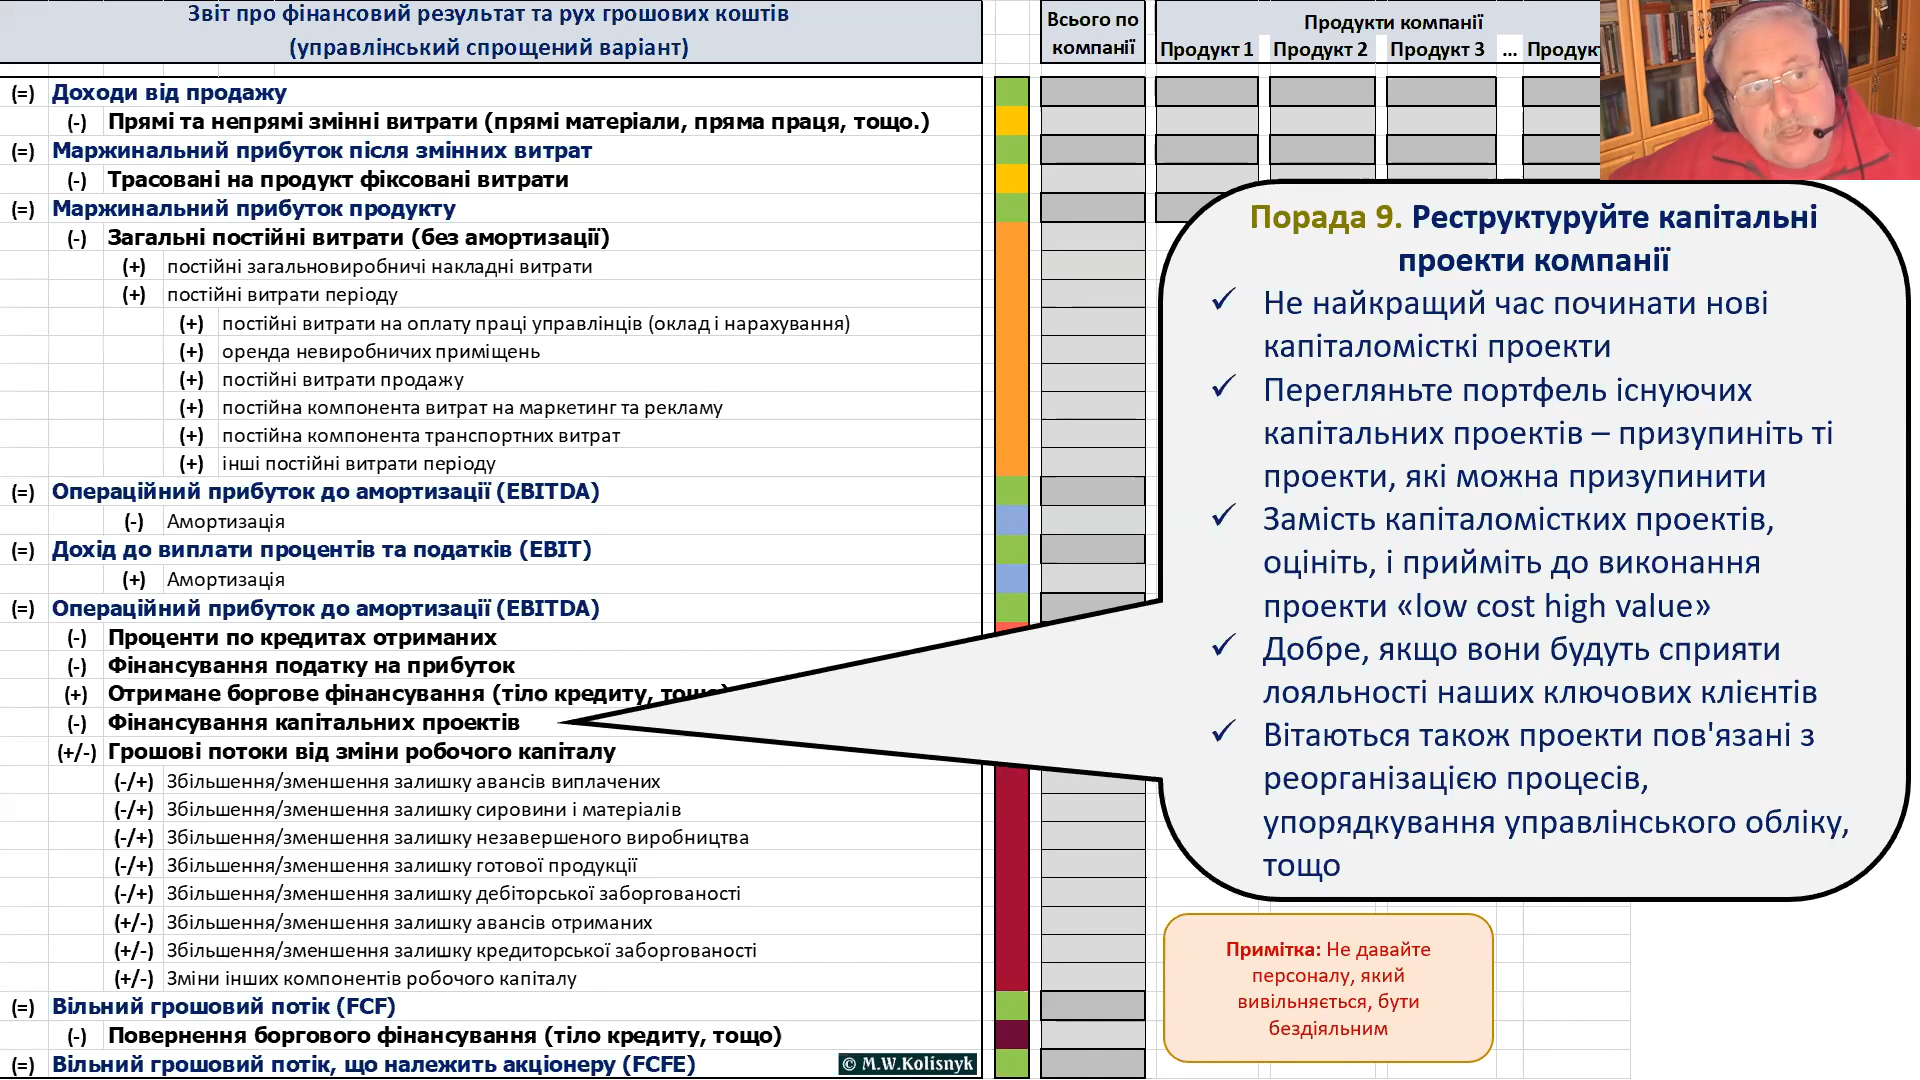 Звіт про фінансовий результат та рух грошових коштів
(управлінський спрощений варіант)
Всього по
компанії
Продукти компанії
Продукт 1 Продукт 2 Продукт 3 ...
(=) Доходи від продажу
(-) Прямі та непрямі змінні витрати (прямі матеріали, пряма праця, тощо.)
(=) Маржинальний прибуток після змінних витрат
(-) Трасовані на продукт фіксовані витрати
(=) Маржинальний прибуток продукту
(-) Загальні постійні витрати (без амортизації)
(+) постійні загальновиробничі накладні витрати
(+) постійні витрати періоду
(+) постійні витрати на оплату праці управлінців (оклад і нарахування)
(+) оренда невиробничих приміщень
(+) постійні витрати продажу
(+) постійна компонента витрат на маркетинг та рекламу
(+) постійна компонента транспортних витрат
(+) інші постійні витрати періоду
(=) Операційний прибуток до амортизації (EBITDA)
(-) Амортизація
(=) Дохід до виплати процентів та податків (EBIT)
(+) Амортизація
(=) Операційний прибуток до амортизації (EBITDA)
(-) Проценти по кредитах отриманих
(-) Фінансування податку на прибуток
(+) Отримане боргове фінансування (тіло кредиту, тощо)
(-) Фінансування капітальних проектів
(+/-) Грошові потоки від зміни робочого капіталу
(-/+) Збільшення/зменшення залишку авансів виплачених
(-/+) Збільшення/зменшення залишку сировини і матеріалів
(-/+) Збільшення/зменшення залишку незавершеного виробництва
(-/+) Збільшення/зменшення залишку готової продукції
(-/+) Збільшення/зменшення залишку дебіторської заборгованості
(+/-) Збільшення/зменшення залишку авансів отриманих
(+/-) Збільшення/зменшення залишку кредиторської заборгованості
(+/-) Зміни інших компонентів робочого капіталу
(=) Вільний грошовий потік (FCF)
(-) Повернення боргового фінансування (тіло кредиту, тощо)
(=) Вільний грошовий потік, що належить акціонеру (FCFE)
© M.W.Kolisnyk
Порада 9. Реструктуруйте капітальні
проекти компанії
✓ Не найкращий час починати нові
капіталомісткі проекти
✓ Перегляньте портфель існуючих
капітальних проектів – призупиніть ті
проекти, які можна призупинити
✓ Замість капіталомістких проектів,
оцініть, і прийміть до виконання
проекти «low cost high value»
✓ Добре, якщо вони будуть сприяти
лояльності наших ключових клієнтів
✓ Вітаються також проекти пов'язані з
реорганізацією процесів,
упорядкування управлінського обліку,
тощо
Примітка: Не давайте
персоналу, який
вивільняється, бути
бездіяльним